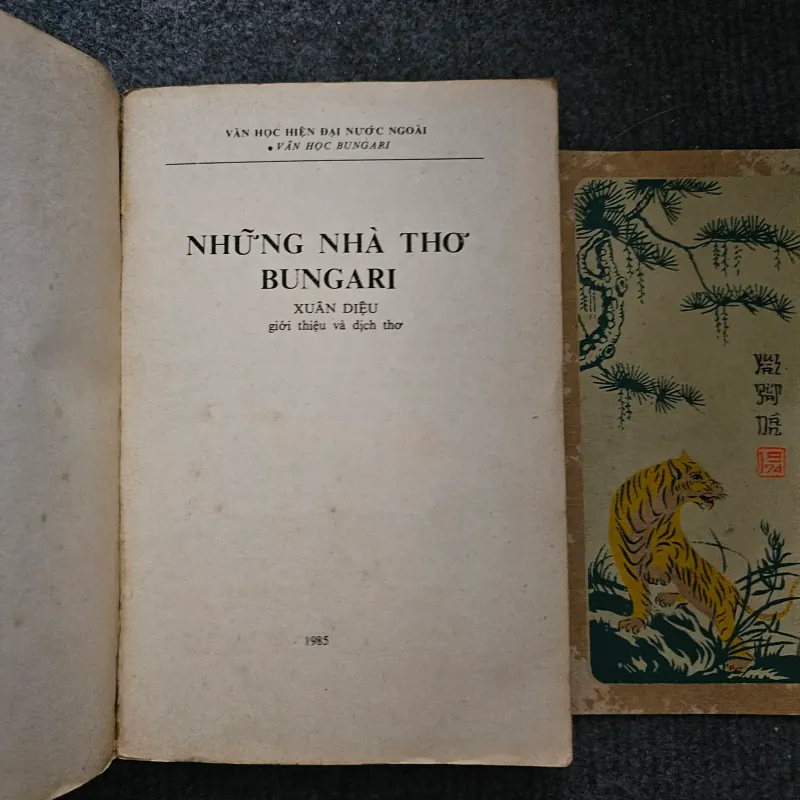 VĂN HỌC HIỆN ĐẠI NƯỚC NGOÀI
• VĂN HỌC BUNGARI
NHỮNG NHÀ THƠ
BUNGARI
XUÂN DIỆU
giới thiệu và dịch thơ
1985
1974